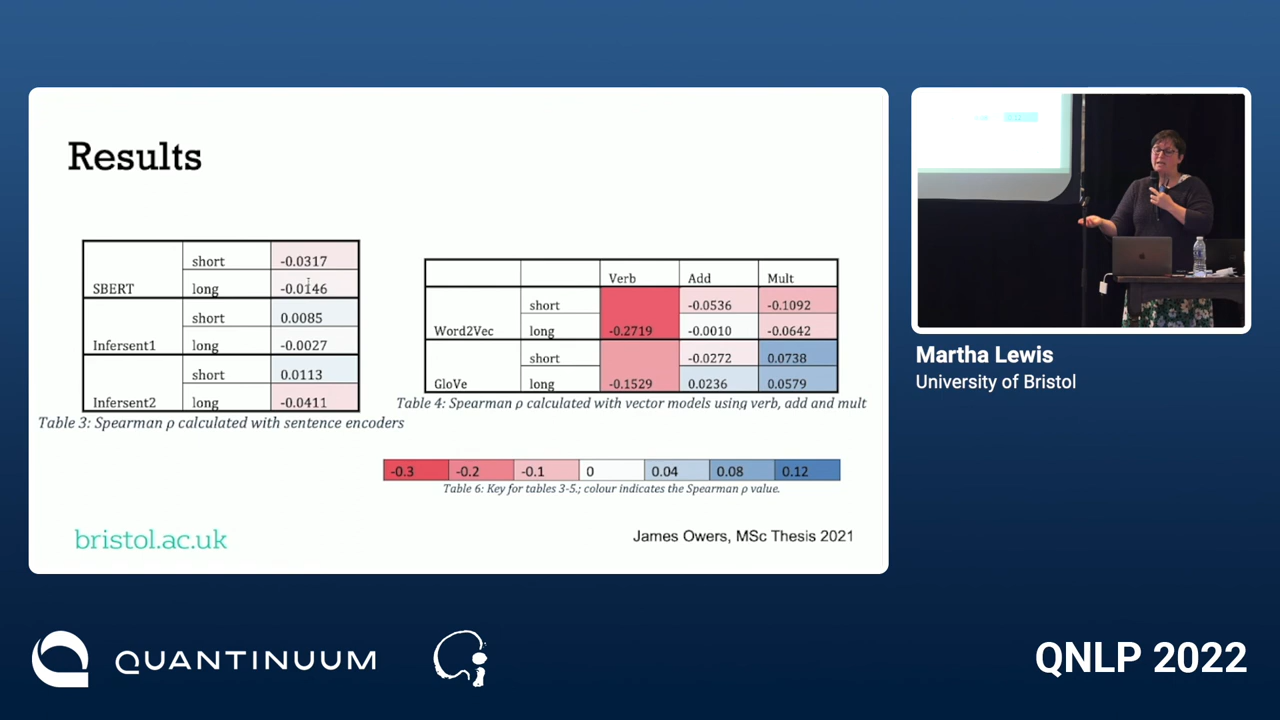 Results
short -0.0317
SBERT long -0.0146
short 0.0085
Infersent1 long -0.0027
short 0.0113
Infersent2 long -0.0411
Table 3: Spearman ρ calculated with sentence encoders
Verb Add Mult
short -0.0536 -0.1092
Word2Vec long -0.2719 -0.0010 -0.0642
short -0.0272 0.0738
GloVe long -0.1529 0.0236 0.0579
Table 4: Spearman ρ calculated with vector models using verb, add and mult
-0.3 -0.2 -0.1 0 0.04 0.08 0.12
Table 6: Key for tables 3-5.; colour indicates the Spearman ρ value.
bristol.ac.uk
James Owers, MSc Thesis 2021
Martha Lewis
University of Bristol
QUANTINUUM
QNLP 2022